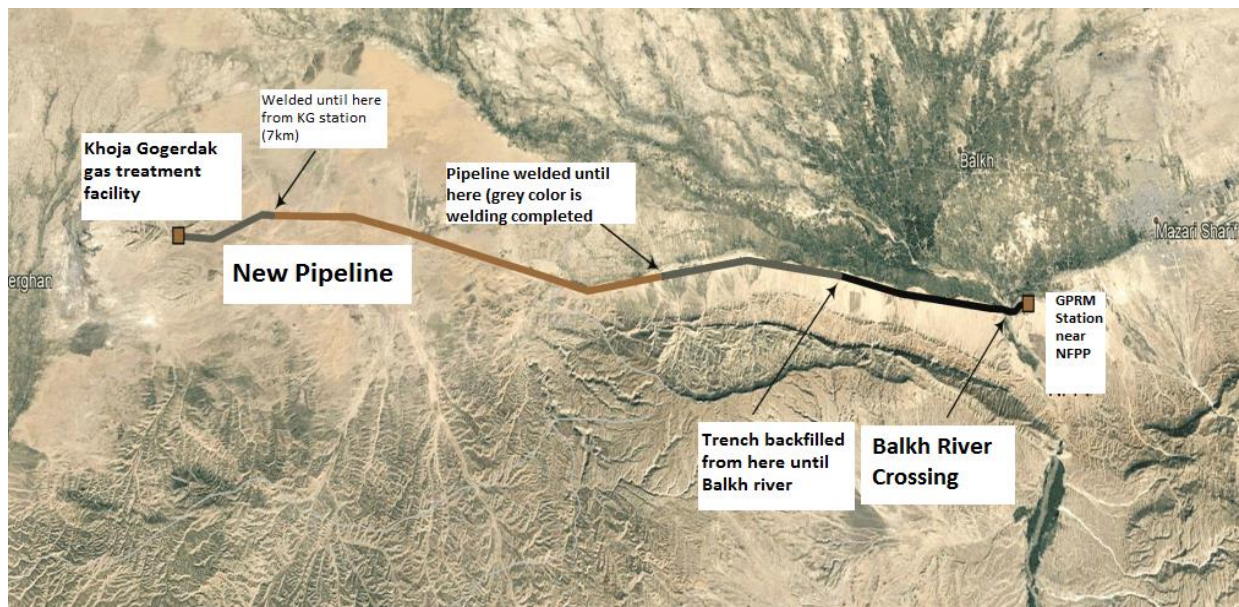 Welded until here
from KG station
(7km)
Khoja Gogerdak
gas treatment
facility
Pipeline welded until
here (grey color is
welding completed
Balkh
Mazari Sharif
New Pipeline
erghan
GPRM
Station
near
NFPP
Trench backfilled
from here until
Balkh river
Balkh River
Crossing